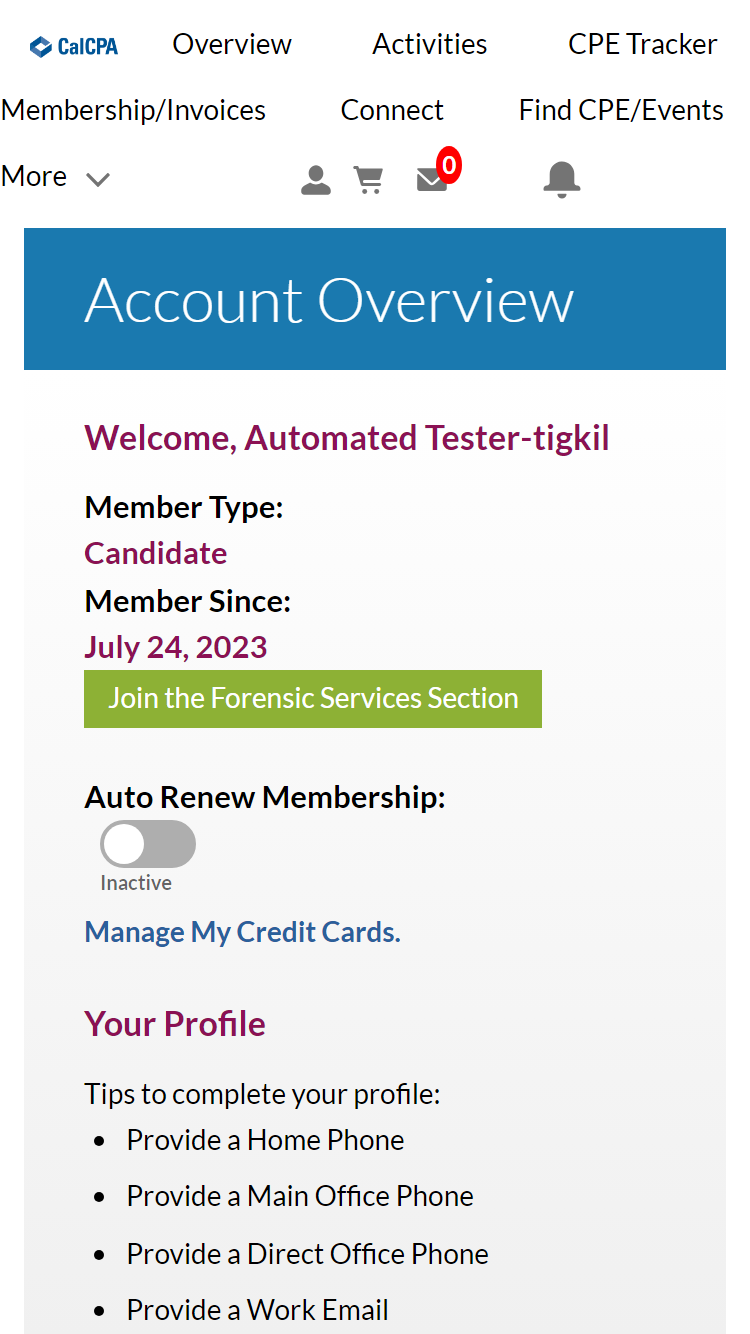 CalCPA Overview Activities CPE Tracker
Membership/Invoices Connect Find CPE/Events
More 0
Account Overview
Welcome, Automated Tester-tigkil
Member Type:
Candidate
Member Since:
July 24, 2023
Join the Forensic Services Section
Auto Renew Membership:
Inactive
Manage My Credit Cards.
Your Profile
Tips to complete your profile:
• Provide a Home Phone
• Provide a Main Office Phone
• Provide a Direct Office Phone
• Provide a Work Email